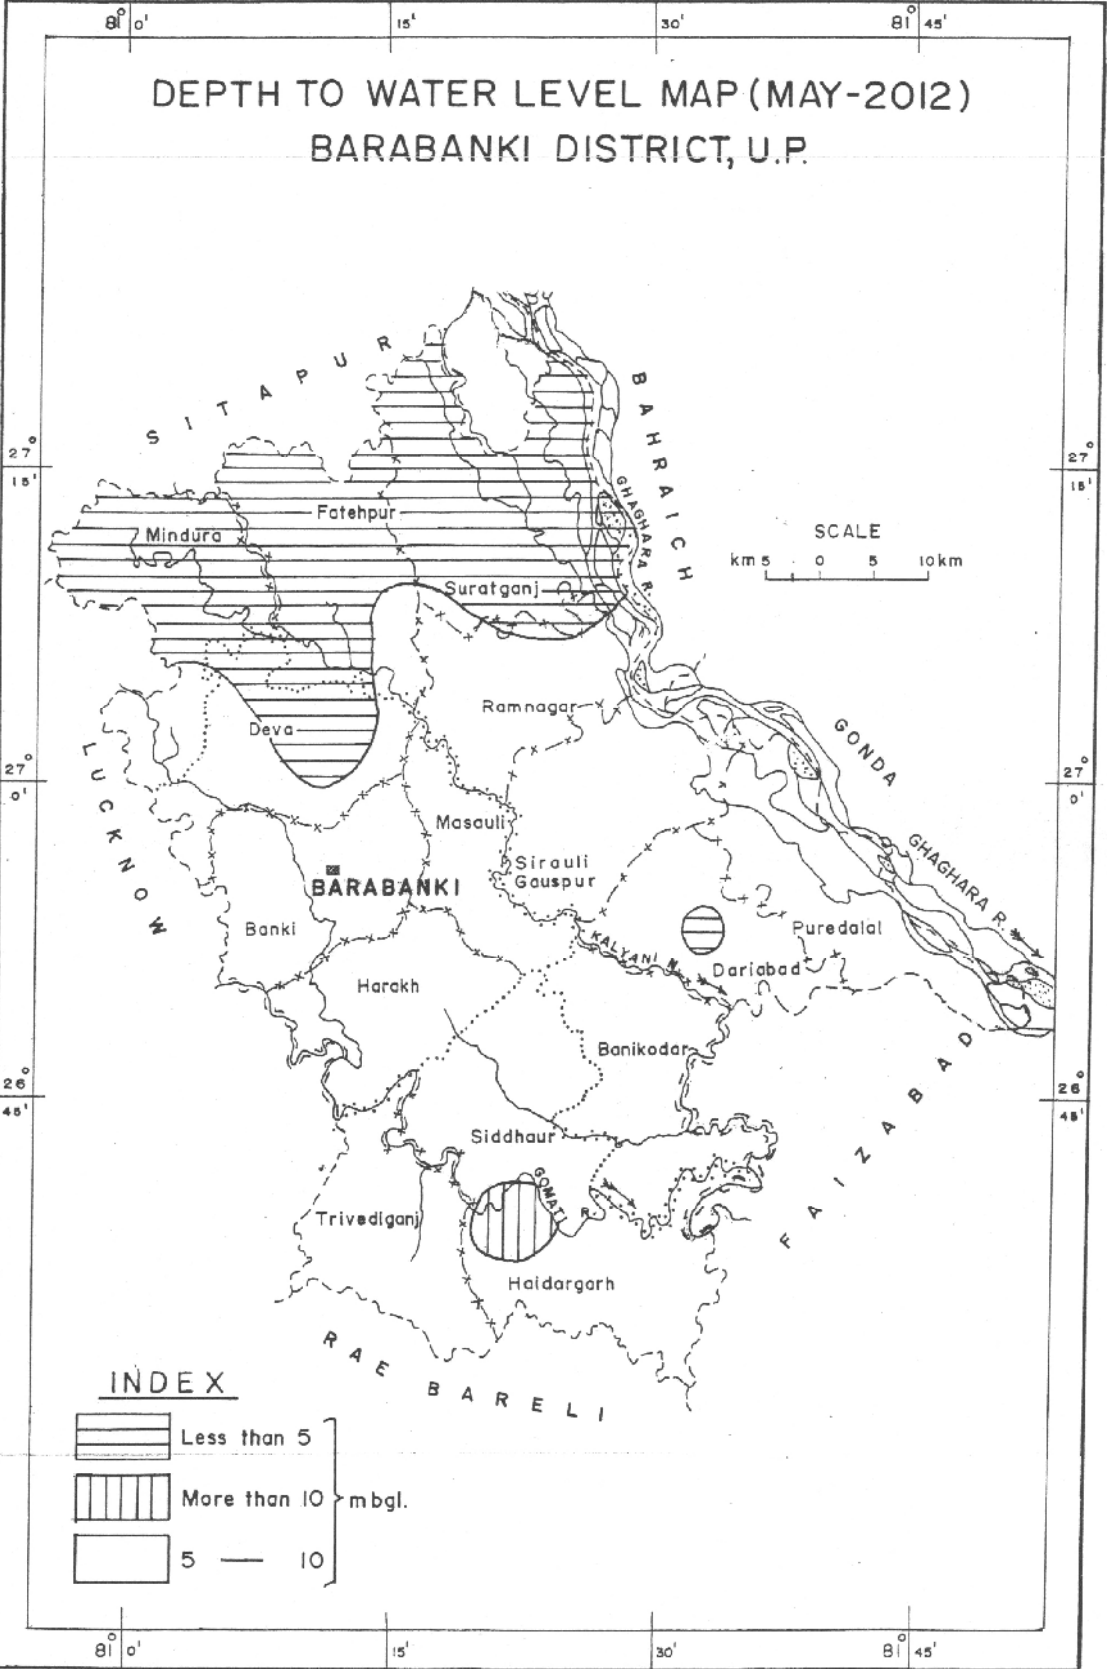 81° 0' 15' 30' 81° 45'
DEPTH TO WATER LEVEL MAP (MAY-2012)
BARABANKI DISTRICT, U.P.
SITAPUR
BAHRAICH
27° 15'
27° 15'
GHAGHARA R.
Fatehpur
Mindura
SCALE
km 5 0 5 10 km
Suratganj
Ramnagar
Deva
GONDA
LUCKNOW
27° 0'
27° 0'
Masauli
Sirauli
Gauspur
GHAGHARA R.
BARABANKI
Banki
KALYANI N.
Puredalal
Dariabad
Harakh
Banikodar
26° 45'
26° 45'
FAIZABAD
Siddhaur
GOMATI R.
Trivediganj
Haidargarh
RAE BARELI
INDEX
Less than 5
More than 10 m bgl.
5 — 10
81° 0' 15' 30' 81° 45'